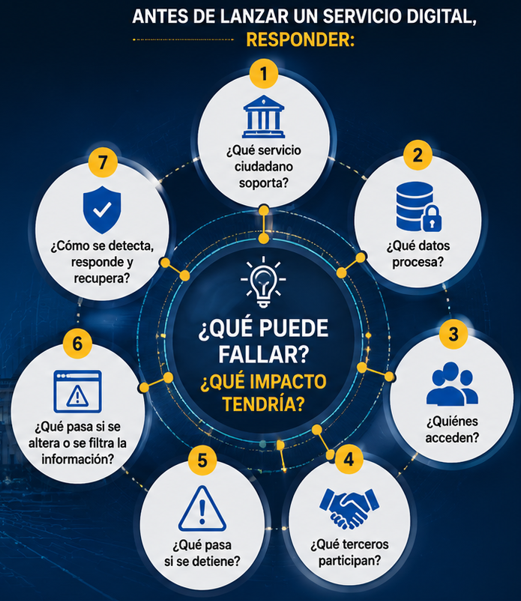 ANTES DE LANZAR UN SERVICIO DIGITAL,
RESPONDER:
1
¿Qué servicio
ciudadano
soporta?
2
¿Qué datos
procesa?
3
¿Quiénes
acceden?
4
¿Qué terceros
participan?
5
¿Qué pasa
si se detiene?
6
¿Qué pasa si se
altera o se filtra la
información?
7
¿Cómo se detecta,
responde y
recupera?
¿QUÉ PUEDE
FALLAR?
¿QUÉ IMPACTO
TENDRÍA?